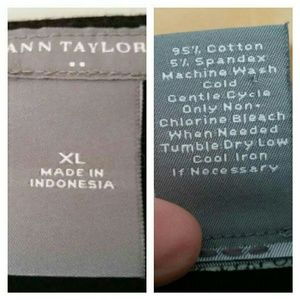 ANN TAYLOR
XL
MADE IN
INDONESIA
95% Cotton
5% Spandex
Machine Wash
Cold
Gentle Cycle
Only Non-
Chlorine Bleach
When Needed
Tumble Dry Low
Cool Iron
If Necessary